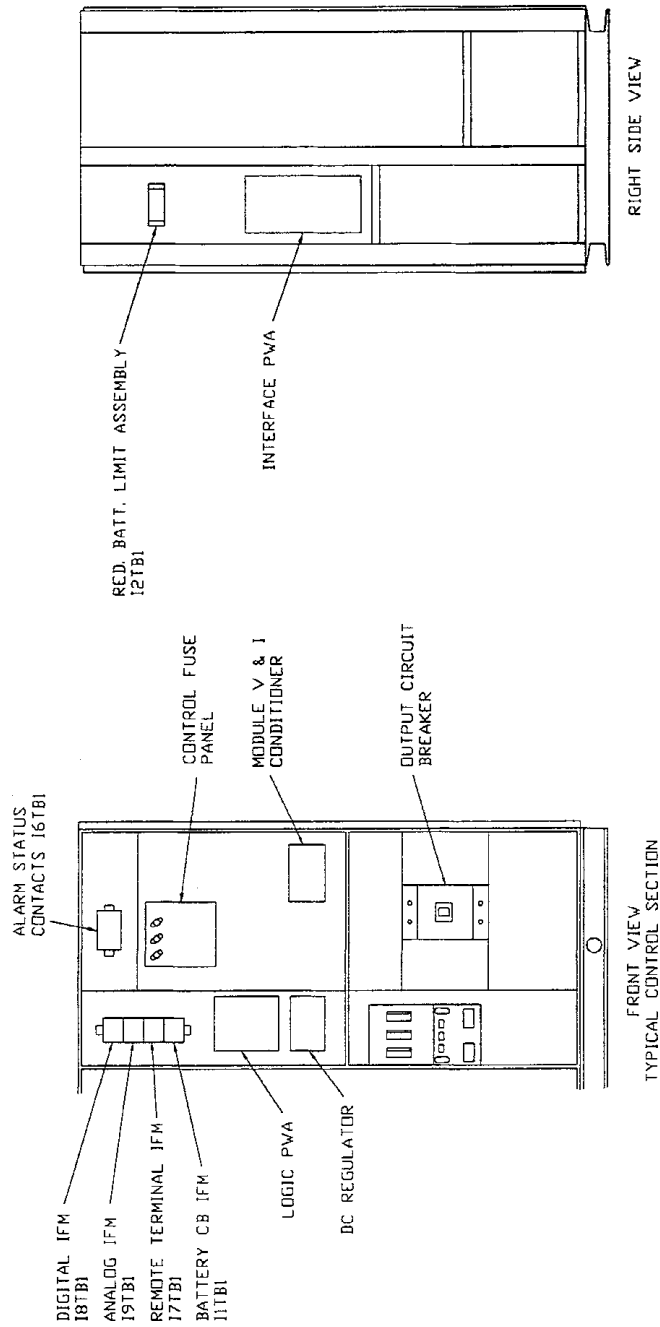 DIGITAL IFM
I8TB1
ANALOG IFM
I9TB1
REMOTE TERMINAL IFM
I7TB1
BATTERY CB IFM
I1TB1
LOGIC PWA
DC REGULATOR
ALARM STATUS
CONTACTS I6TB1
CONTROL FUSE
PANEL
MODULE V & I
CONDITIONER
OUTPUT CIRCUIT
BREAKER
FRONT VIEW
TYPICAL CONTROL SECTION
RED. BATT. LIMIT ASSEMBLY
I2TB1
INTERFACE PWA
RIGHT SIDE VIEW